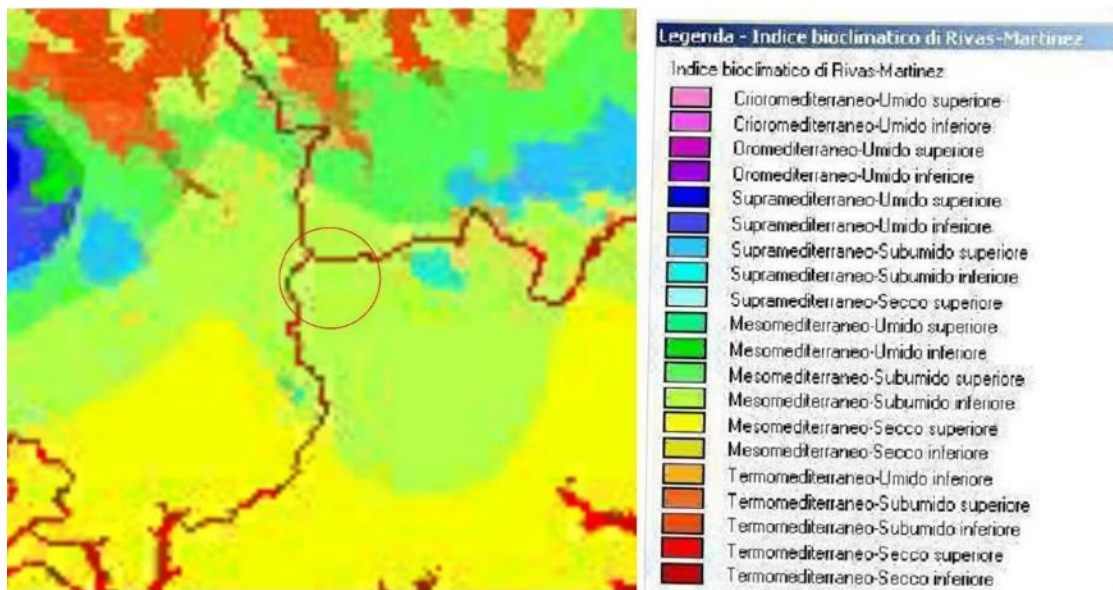 Legenda - Indice bioclimatico di Rivas-Martinez
Indice bioclimatico di Rivas-Martinez
Crioromediterraneo-Umido superiore
Crioromediterraneo-Umido inferiore
Oromediterraneo-Umido superiore
Oromediterraneo-Umido inferiore
Supramediterraneo-Umido superiore
Supramediterraneo-Umido inferiore
Supramediterraneo-Subumido superiore
Supramediterraneo-Subumido inferiore
Supramediterraneo-Secco superiore
Mesomediterraneo-Umido superiore
Mesomediterraneo-Umido inferiore
Mesomediterraneo-Subumido superiore
Mesomediterraneo-Subumido inferiore
Mesomediterraneo-Secco superiore
Mesomediterraneo-Secco inferiore
Termomediterraneo-Umido inferiore
Termomediterraneo-Subumido superiore
Termomediterraneo-Subumido inferiore
Termomediterraneo-Secco superiore
Termomediterraneo-Secco inferiore